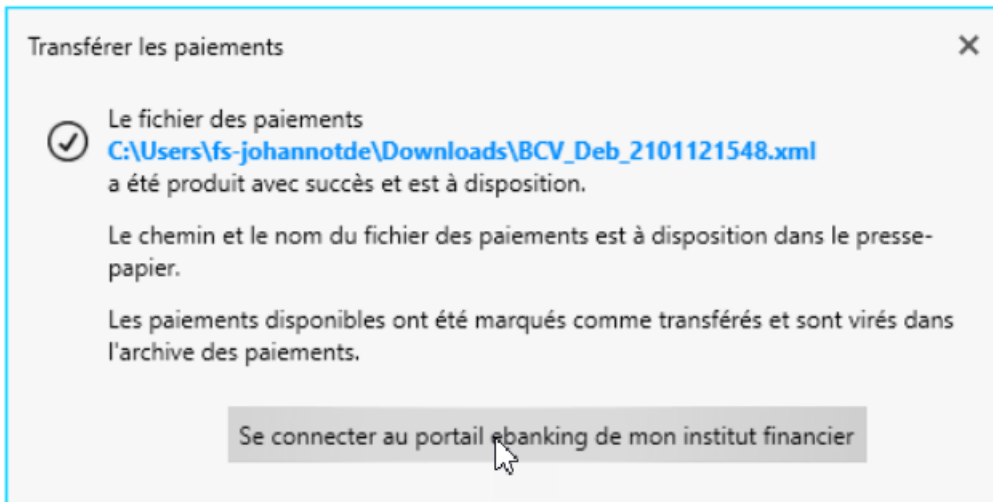 Transférer les paiements
Le fichier des paiements
C:\Users\fs-johannotde\Downloads\BCV_Deb_2101121548.xml
a été produit avec succès et est à disposition.
Le chemin et le nom du fichier des paiements est à disposition dans le presse-
papier.
Les paiements disponibles ont été marqués comme transférés et sont virés dans
l'archive des paiements.
Se connecter au portail ebanking de mon institut financier